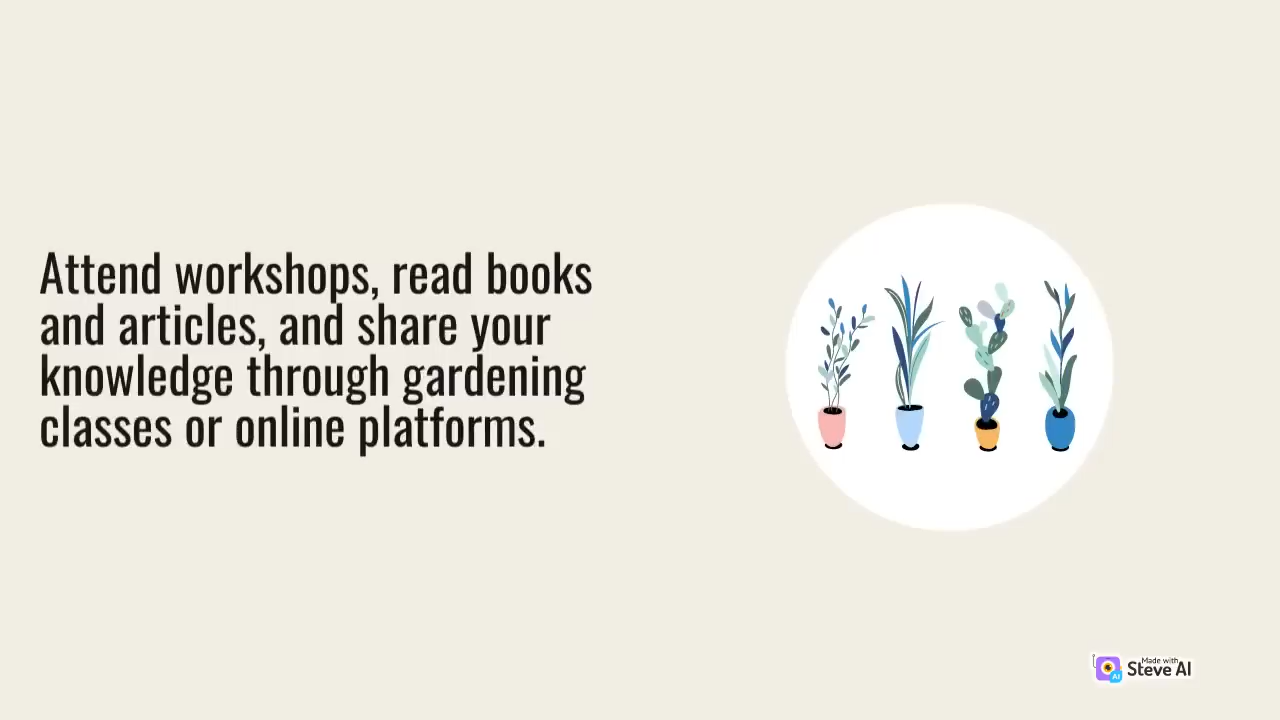 Attend workshops, read books
and articles, and share your
knowledge through gardening
classes or online platforms.
Made with
Steve AI
AI